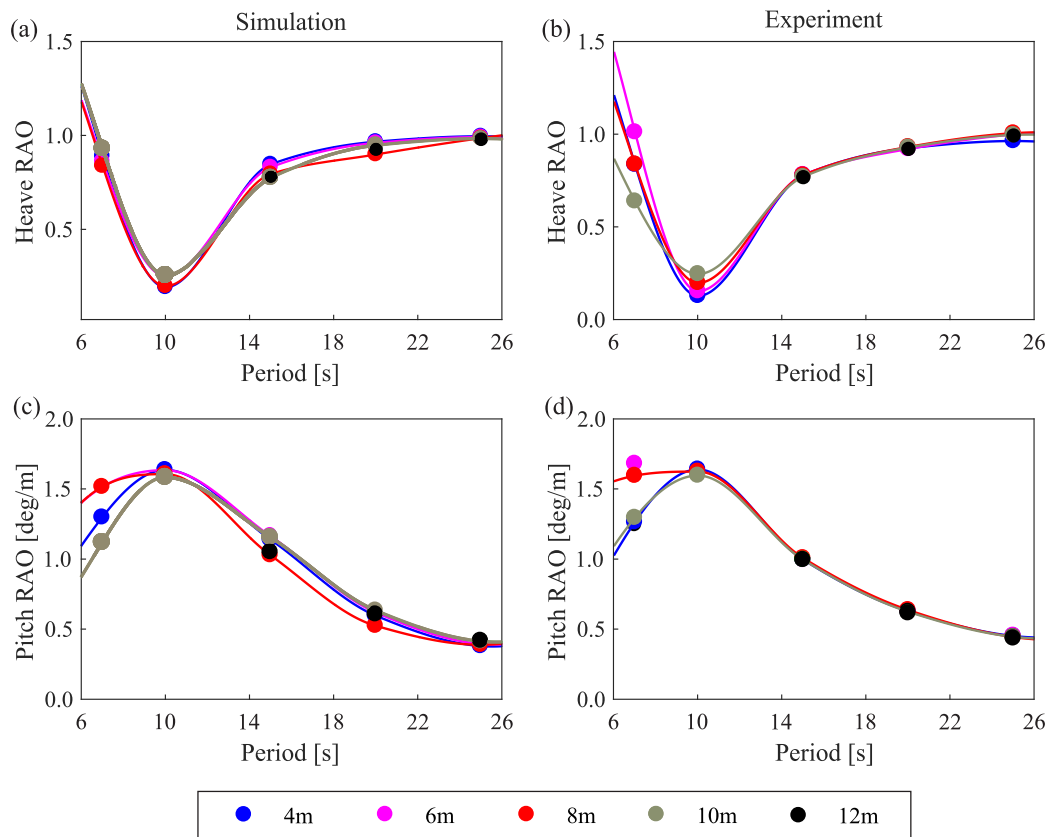 Simulation
Experiment
(a)
(b)
1.5
1.0
0.5
Heave RAO
6 10 14 18 22 26
Period [s]
1.5
1.0
0.5
0.0
Heave RAO
6 10 14 18 22 26
Period [s]
(c)
(d)
2.0
1.5
1.0
0.5
0.0
Pitch RAO [deg/m]
6 10 14 18 22 26
Period [s]
2.0
1.5
1.0
0.5
0.0
Pitch RAO [deg/m]
6 10 14 18 22 26
Period [s]
4m 6m 8m 10m 12m